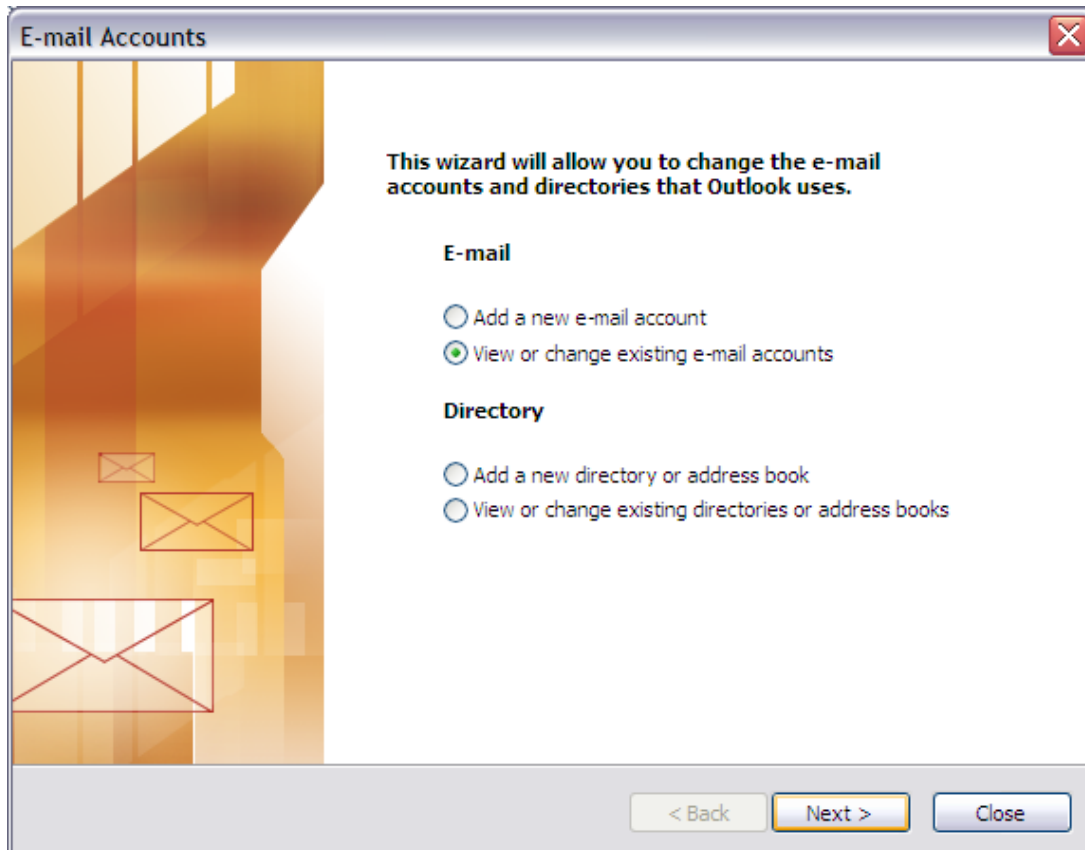 E-mail Accounts
This wizard will allow you to change the e-mail
accounts and directories that Outlook uses.
E-mail
Add a new e-mail account
View or change existing e-mail accounts
Directory
Add a new directory or address book
View or change existing directories or address books
< Back Next > Close